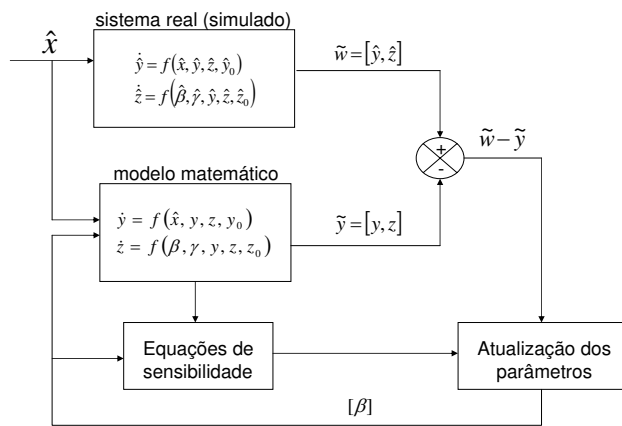 sistema real (simulado)
x̂
ŷ̇ = f(x̂, ŷ, ẑ, ŷ₀)
ẑ̇ = f(β̂, γ̂, ŷ, ẑ, ẑ₀)
w̃ = [ŷ, ẑ]
+
-
w̃ − ỹ
modelo matemático
ẏ = f(x̂, y, z, y₀)
ż = f(β, γ, y, z, z₀)
ỹ = [y, z]
Equações de
sensibilidade
Atualização dos
parâmetros
[β]